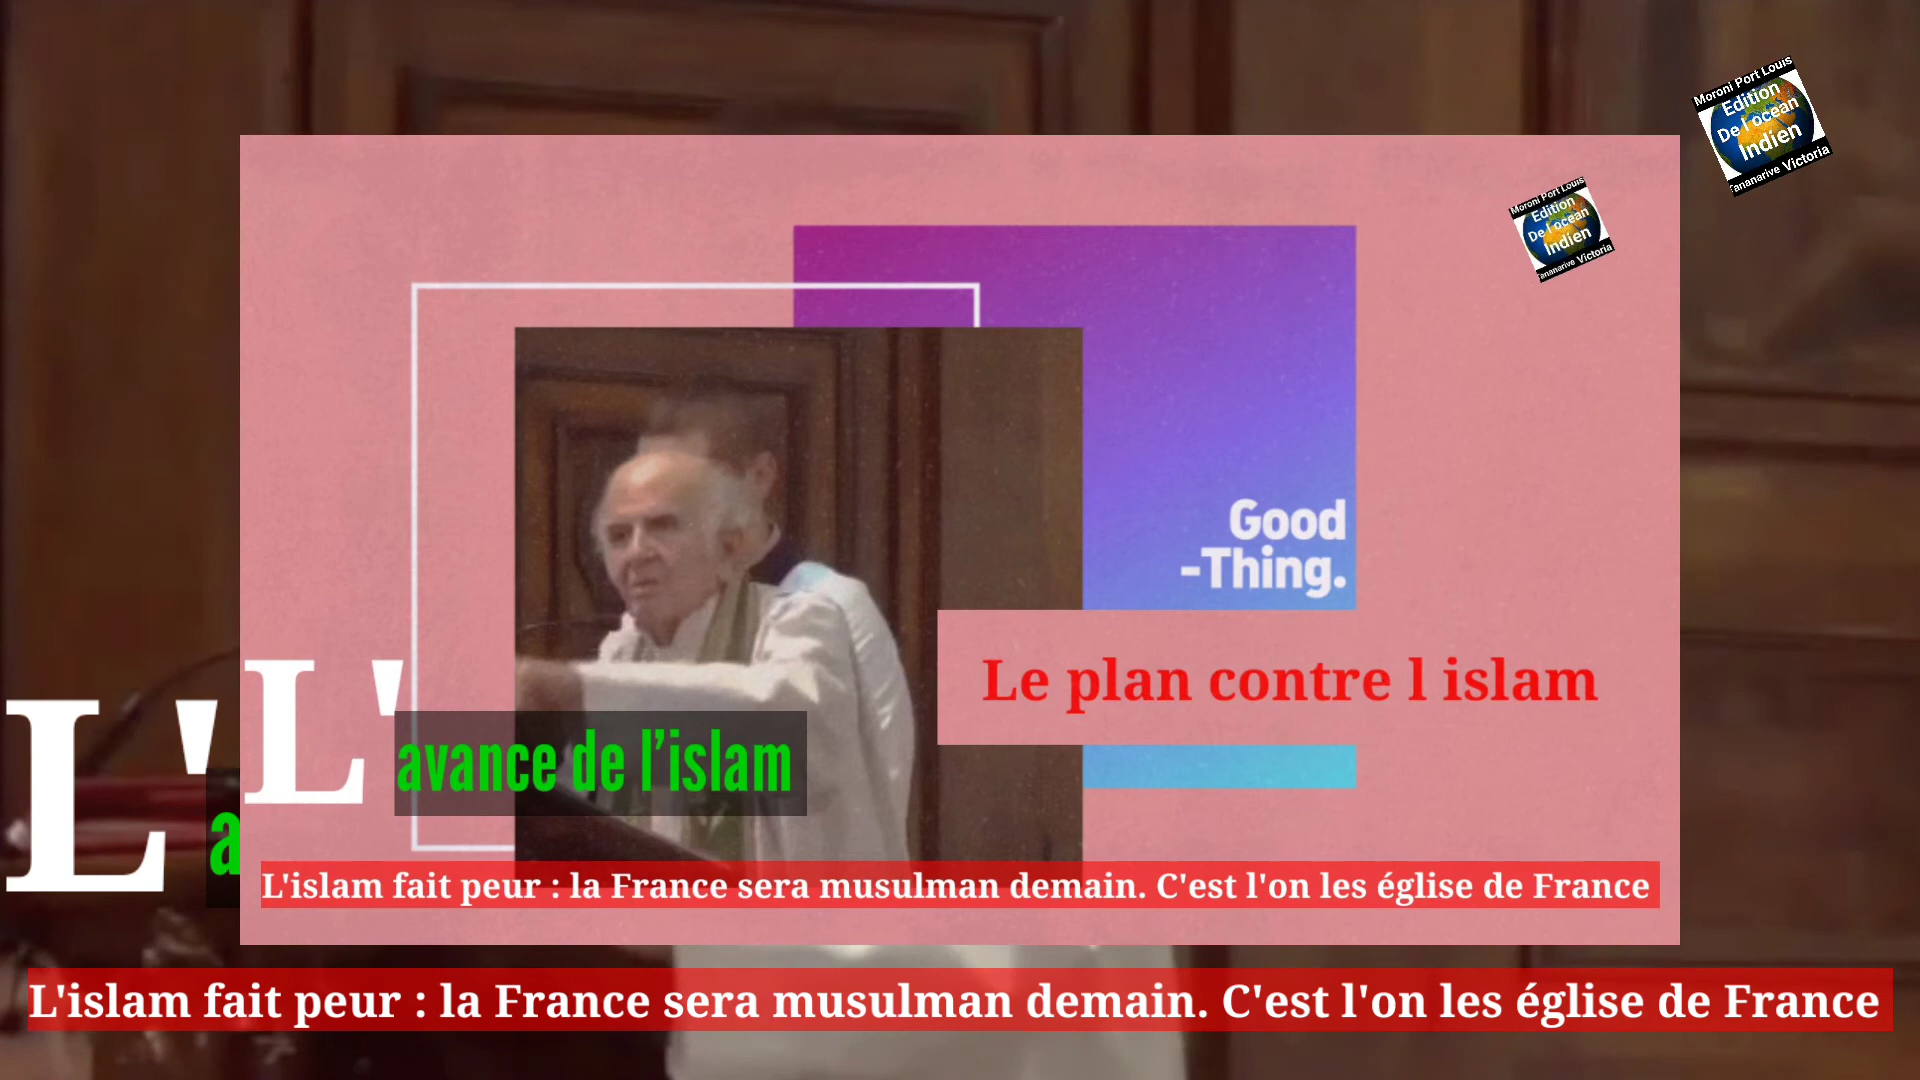 Moroni Port Louis
Edition
De l'océan
Indien
Tananarive Victoria
Moroni Port Louis
Edition
De l'océan
Indien
Tananarive Victoria
Good
-Thing.
Le plan contre l islam
L'
avance de l'islam
L'
a
L'islam fait peur : la France sera musulman demain. C'est l'on les église de France
L'islam fait peur : la France sera musulman demain. C'est l'on les église de France